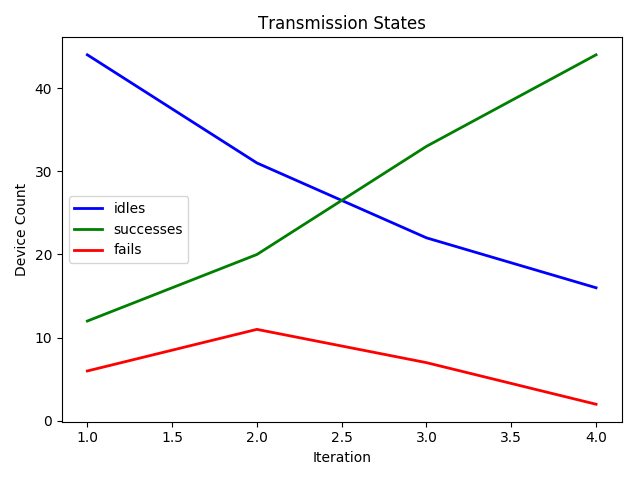 Transmission States
Device Count
40
30
20
10
0
idles
successes
fails
1.0 1.5 2.0 2.5 3.0 3.5 4.0
Iteration